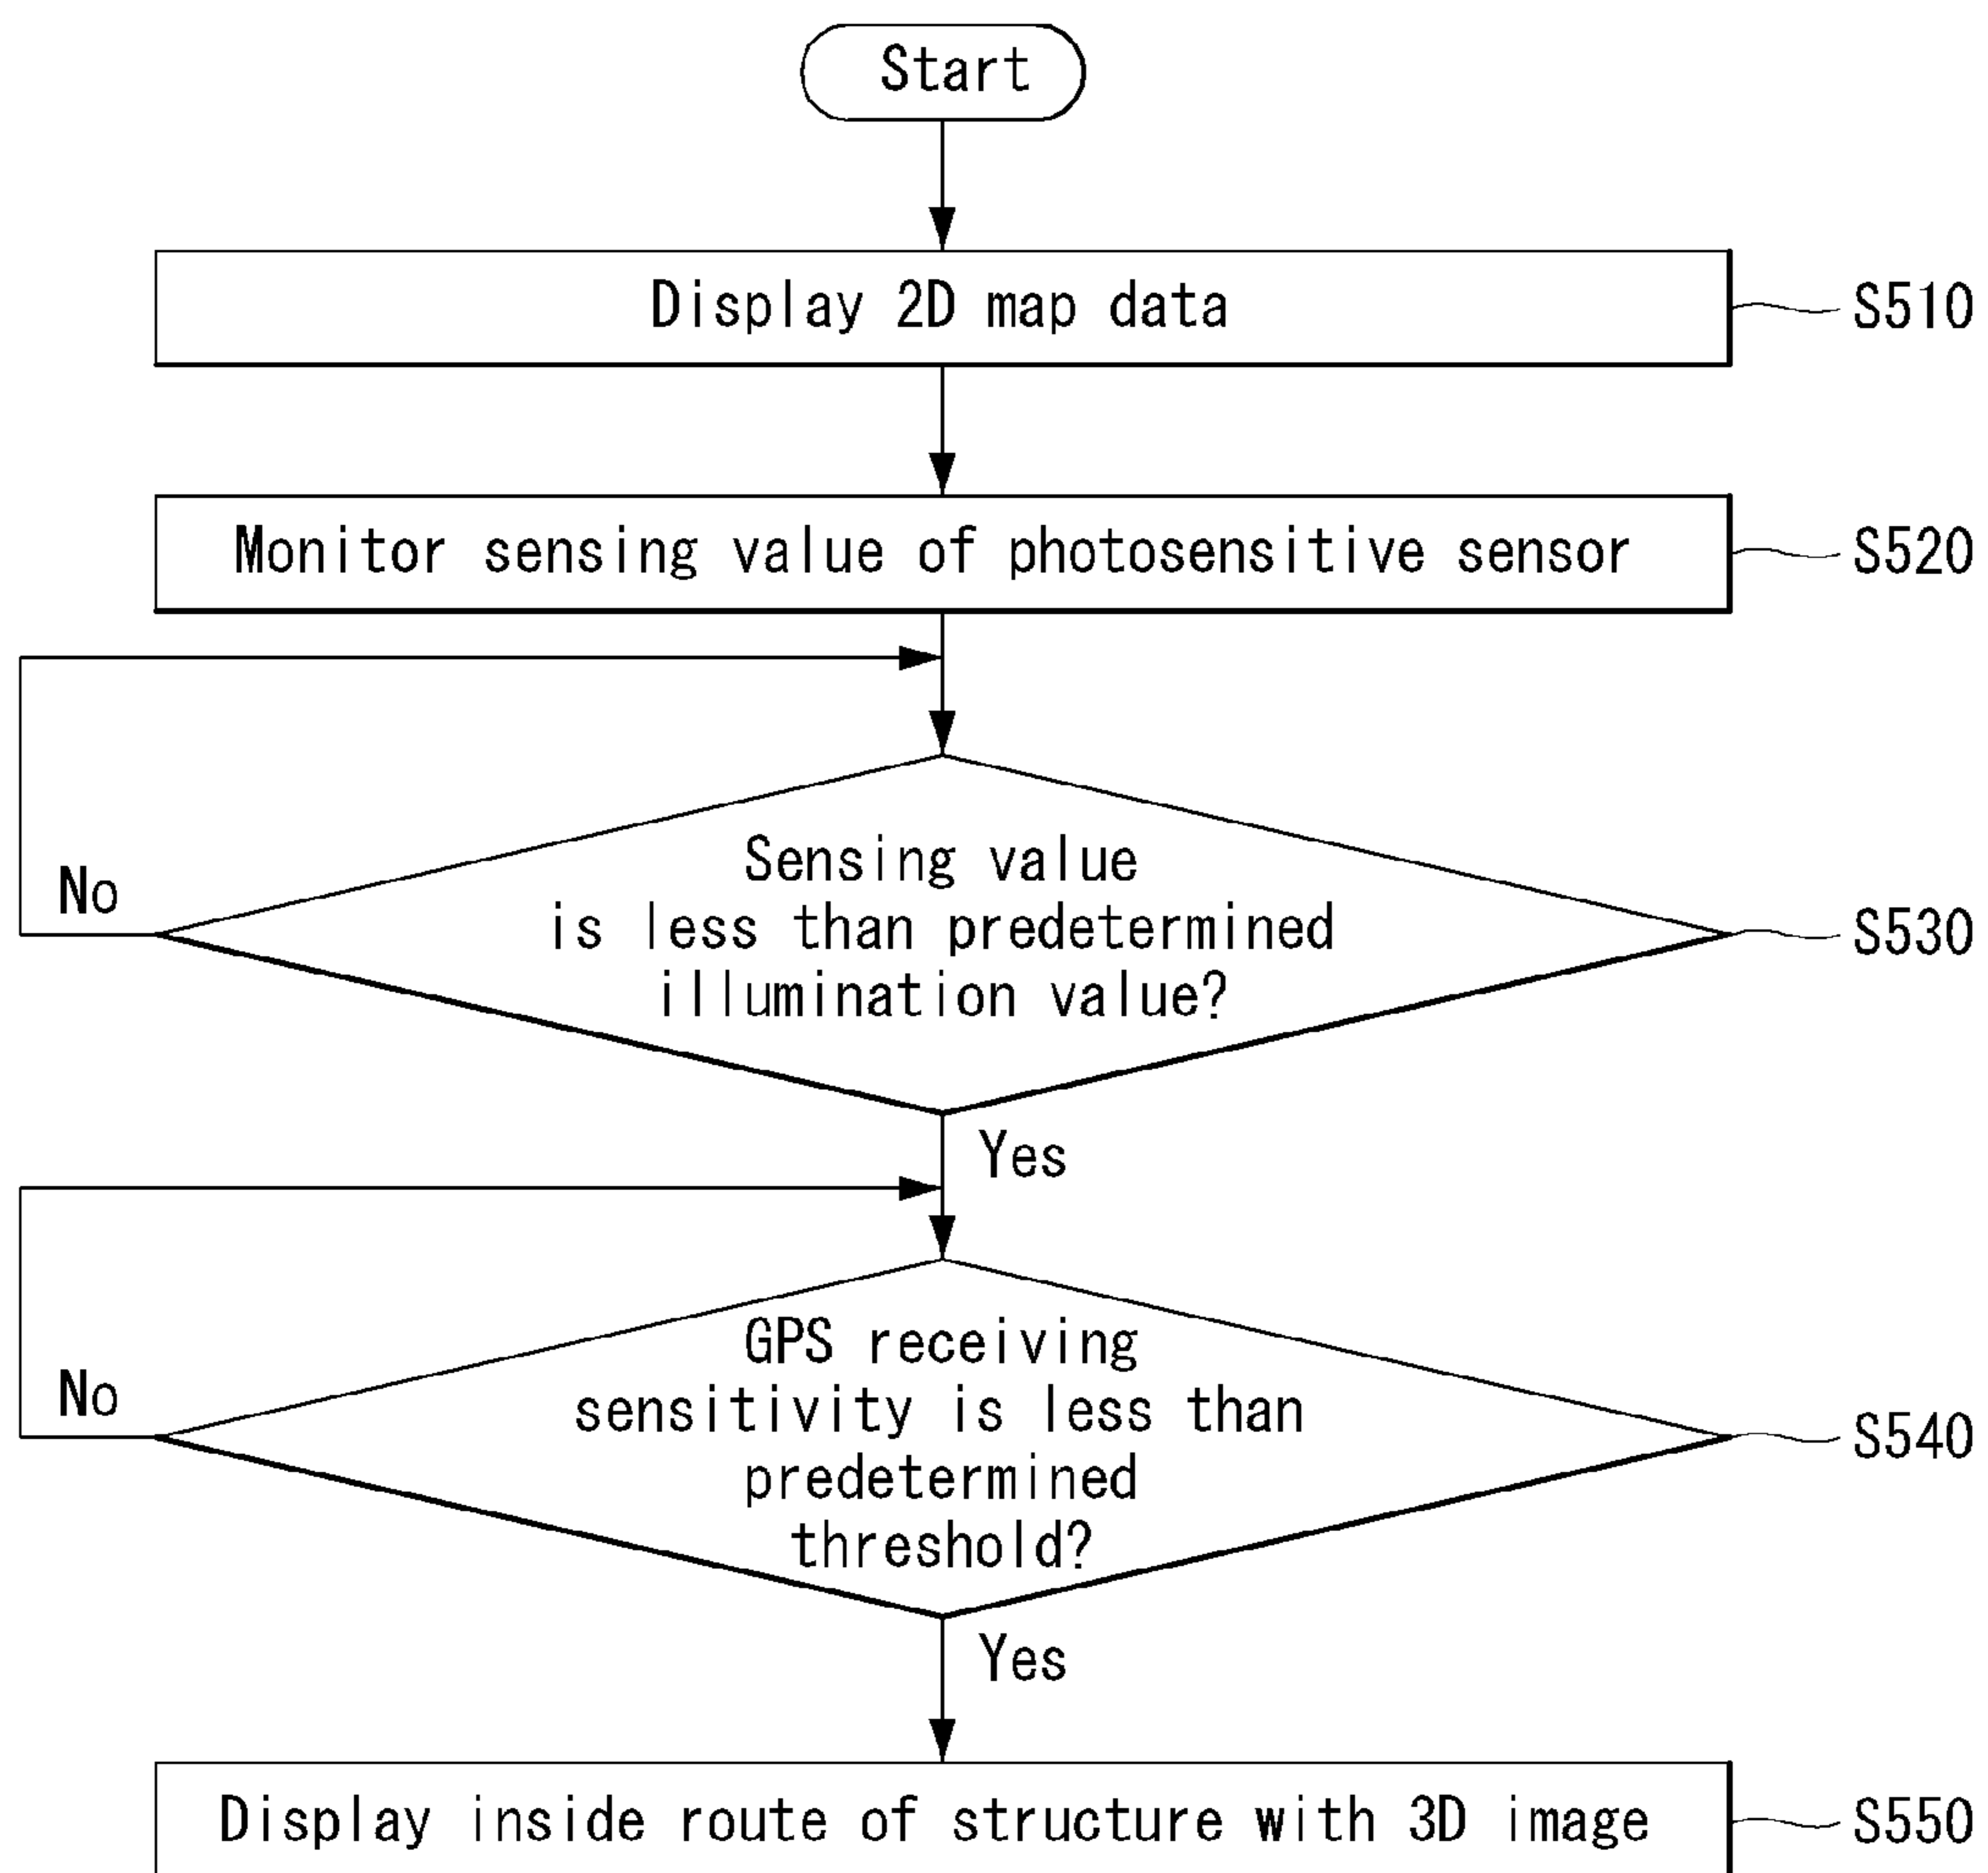 Start
Display 2D map data
S510
Monitor sensing value of photosensitive sensor
S520
Sensing value
is less than predetermined
illumination value?
No
S530
Yes
GPS receiving
sensitivity is less than
predetermined
threshold?
No
S540
Yes
Display inside route of structure with 3D image
S550